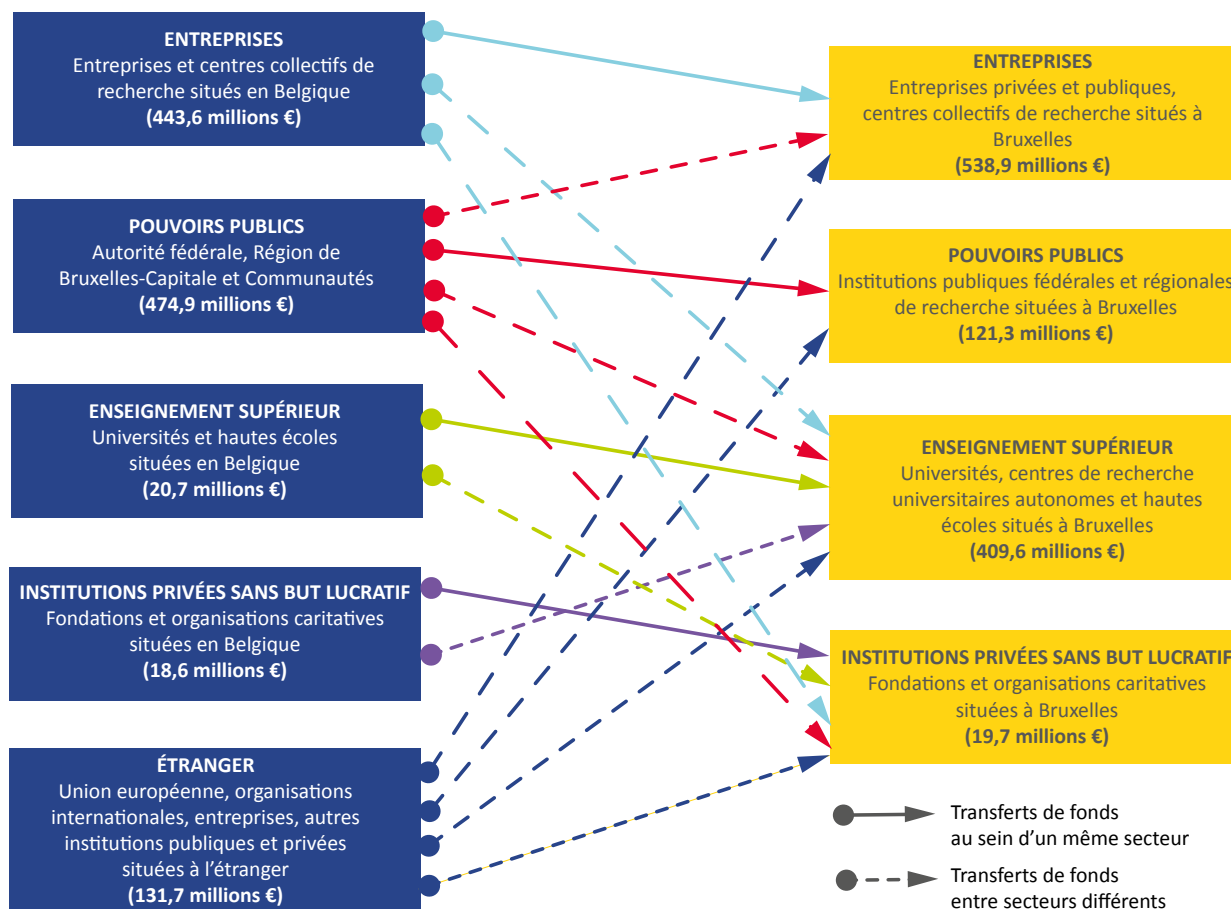 ENTREPRISES
Entreprises et centres collectifs de
recherche situés en Belgique
(443,6 millions €)
POUVOIRS PUBLICS
Autorité fédérale, Région de
Bruxelles-Capitale et Communautés
(474,9 millions €)
ENSEIGNEMENT SUPÉRIEUR
Universités et hautes écoles
situées en Belgique
(20,7 millions €)
INSTITUTIONS PRIVÉES SANS BUT LUCRATIF
Fondations et organisations caritatives
situées en Belgique
(18,6 millions €)
ÉTRANGER
Union européenne, organisations
internationales, entreprises, autres
institutions publiques et privées
situées à l’étranger
(131,7 millions €)
ENTREPRISES
Entreprises privées et publiques,
centres collectifs de recherche situés à
Bruxelles
(538,9 millions €)
POUVOIRS PUBLICS
Institutions publiques fédérales et régionales
de recherche situées à Bruxelles
(121,3 millions €)
ENSEIGNEMENT SUPÉRIEUR
Universités, centres de recherche
universitaires autonomes et hautes
écoles situés à Bruxelles
(409,6 millions €)
INSTITUTIONS PRIVÉES SANS BUT LUCRATIF
Fondations et organisations caritatives
situées à Bruxelles
(19,7 millions €)
Transferts de fonds
au sein d’un même secteur
Transferts de fonds
entre secteurs différents